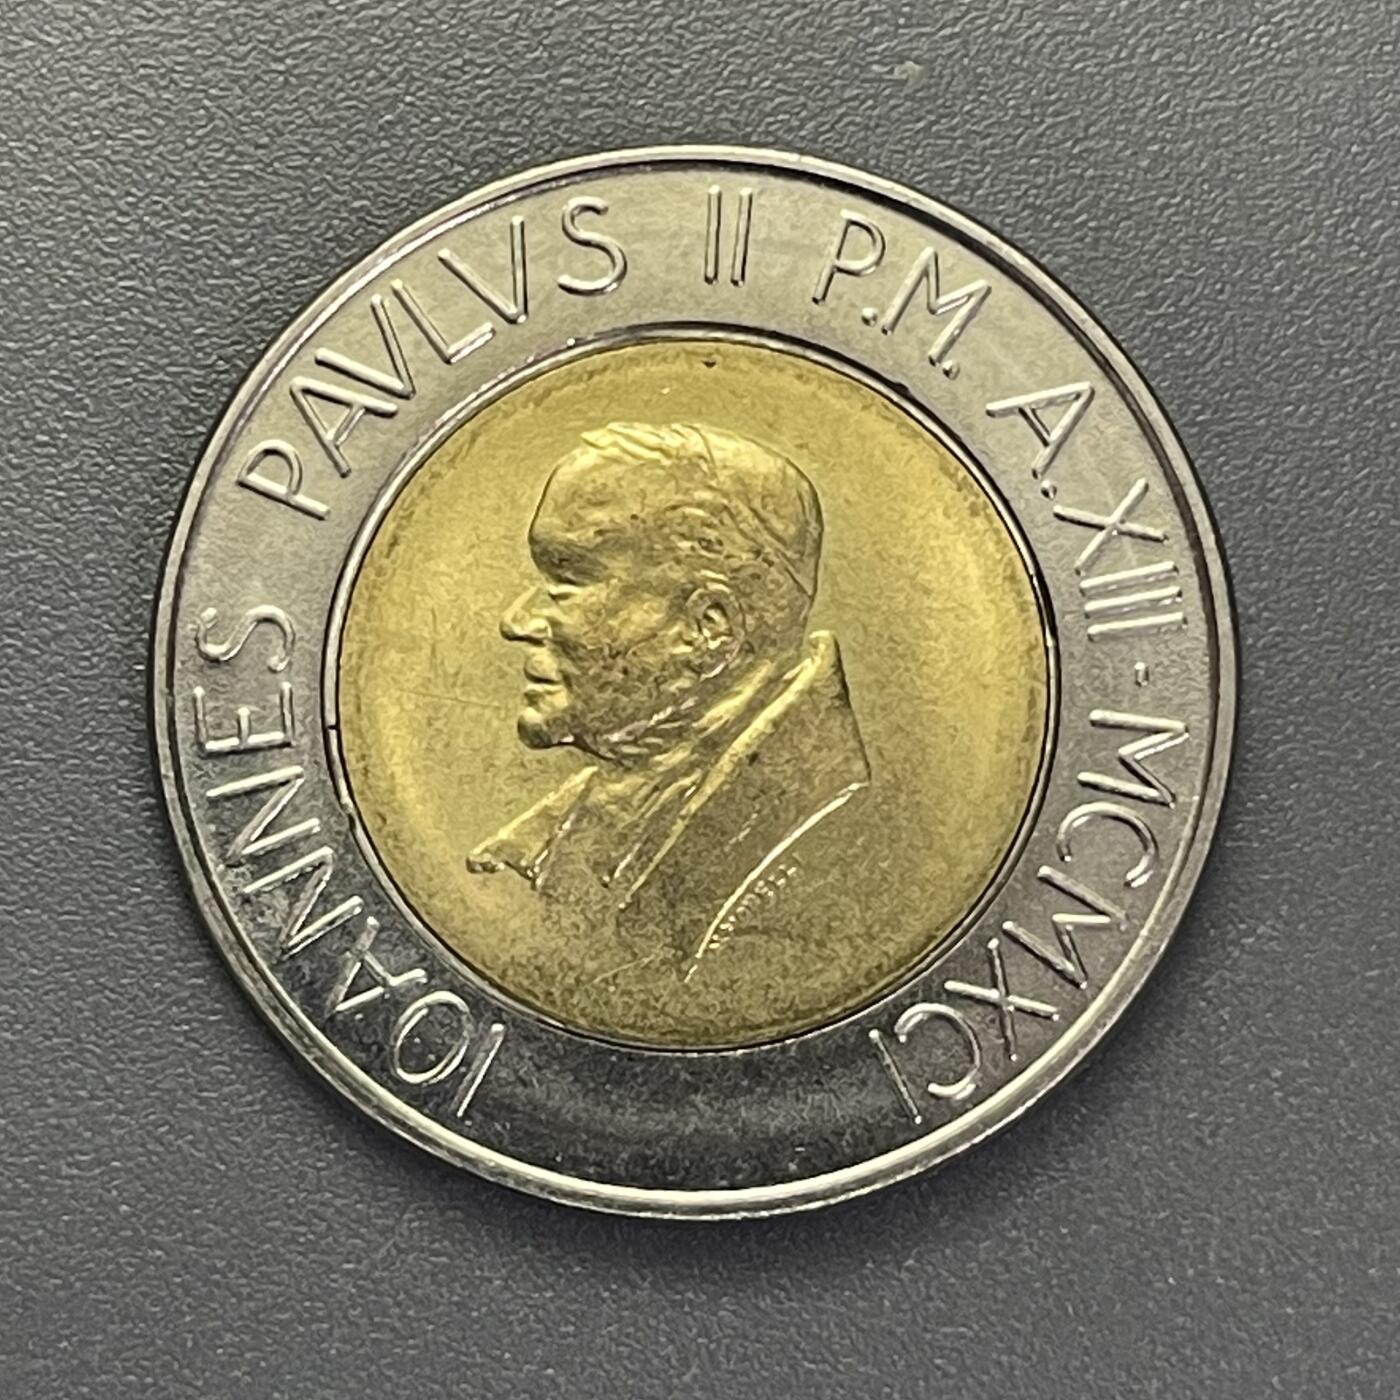 IOANNES PAVLVS II P.M. A.XIII - MCMXCI